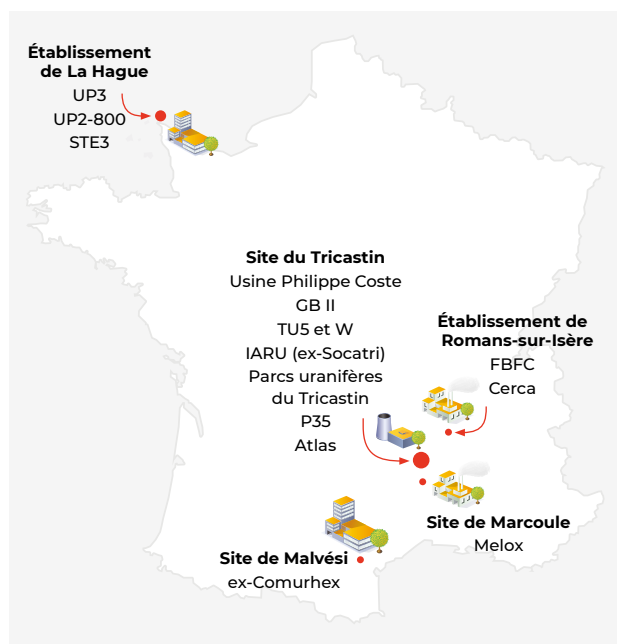 Établissement
de La Hague
UP3
UP2-800
STE3
Site du Tricastin
Usine Philippe Coste
GB II
TU5 et W
IARU (ex-Socatri)
Parcs uranifères
du Tricastin
P35
Atlas
Établissement de
Romans-sur-Isère
FBFC
Cerca
Site de Marcoule
Melox
Site de Malvési
ex-Comurhex